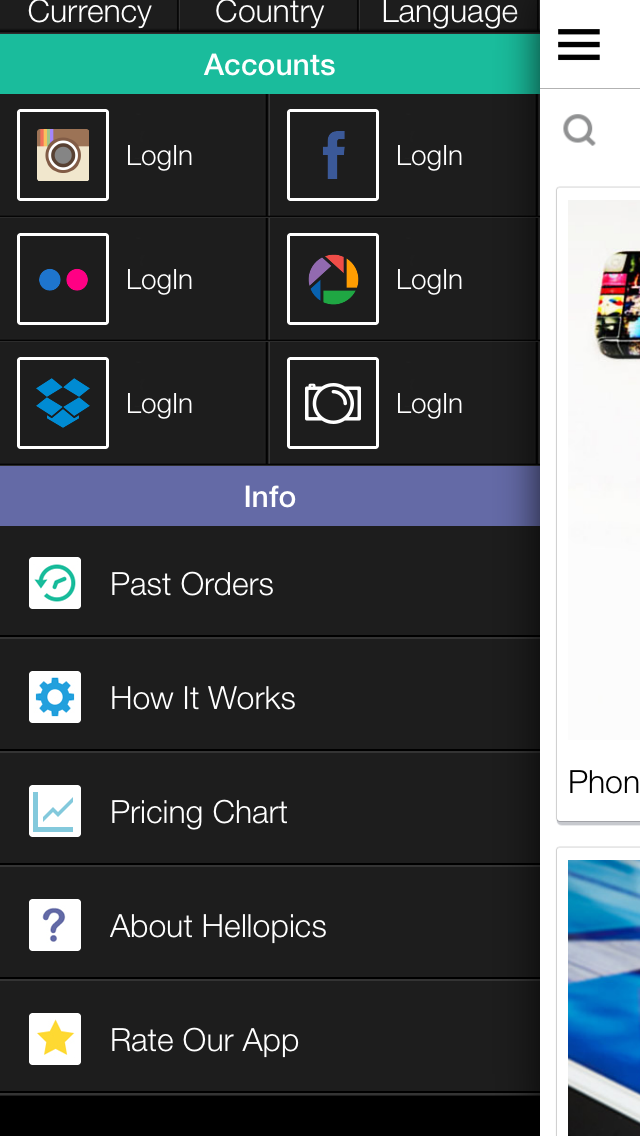 Currency Country Language
Accounts
LogIn LogIn
LogIn LogIn
LogIn LogIn
Info
Past Orders
How It Works
Phon
Pricing Chart
About Hellopics
Rate Our App